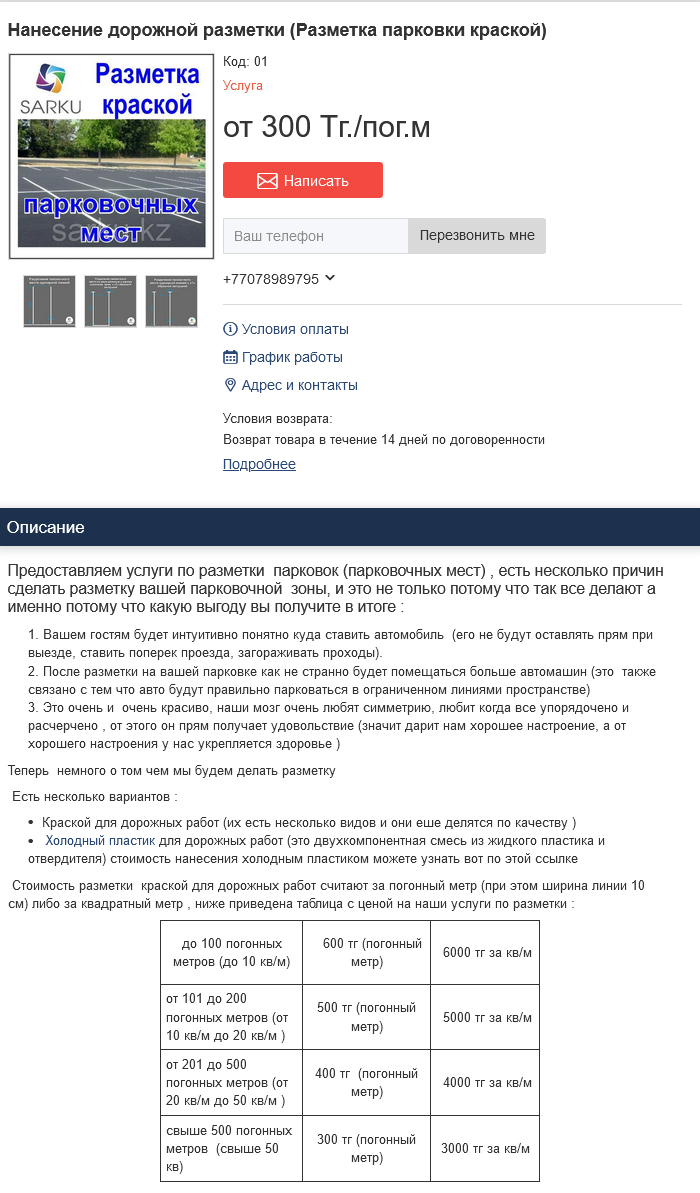 Нанесение дорожной разметки (Разметка парковки краской)
SARKU
Разметка
краской
парковочных
мест
Код: 01
Услуга
от 300 Тг./пог.м
Написать
Ваш телефон
Перезвонить мне
+77078989795
Условия оплаты
График работы
Адрес и контакты
Условия возврата:
Возврат товара в течение 14 дней по договоренности
Подробнее
Описание
Предоставляем услуги по разметки  парковок (парковочных мест) , есть несколько причин
сделать разметку вашей парковочной  зоны, и это не только потому что так все делают а
именно потому что какую выгоду вы получите в итоге :
1. Вашем гостям будет интуитивно понятно куда ставить автомобиль  (его не будут оставлять прям при
выезде, ставить поперек проезда, загораживать проходы).
2. После разметки на вашей парковке как не странно будет помещаться больше автомашин (это  также
связано с тем что авто будут правильно парковаться в ограниченном линиями пространстве)
3. Это очень и  очень красиво, наши мозг очень любят симметрию, любит когда все упорядочено и
расчерчено , от этого он прям получает удовольствие (значит дарит нам хорошее настроение, а от
хорошего настроения у нас укрепляется здоровье )
Теперь  немного о том чем мы будем делать разметку
Есть несколько вариантов :
• Краской для дорожных работ (их есть несколько видов и они еше делятся по качеству )
• Холодный пластик для дорожных работ (это двухкомпонентная смесь из жидкого пластика и
отвердителя) стоимость нанесения холодным пластиком можете узнать вот по этой ссылке
Стоимость разметки  краской для дорожных работ считают за погонный метр (при этом ширина линии 10
см) либо за квадратный метр , ниже приведена таблица с ценой на наши услуги по разметки :
до 100 погонных
метров (до 10 кв/м)
600 тг (погонный
метр)
6000 тг за кв/м
от 101 до 200
погонных метров (от
10 кв/м до 20 кв/м )
500 тг (погонный
метр)
5000 тг за кв/м
от 201 до 500
погонных метров (от
20 кв/м до 50 кв/м )
400 тг  (погонный
метр)
4000 тг за кв/м
свыше 500 погонных
метров  (свыше 50
кв)
300 тг (погонный
метр)
3000 тг за кв/м